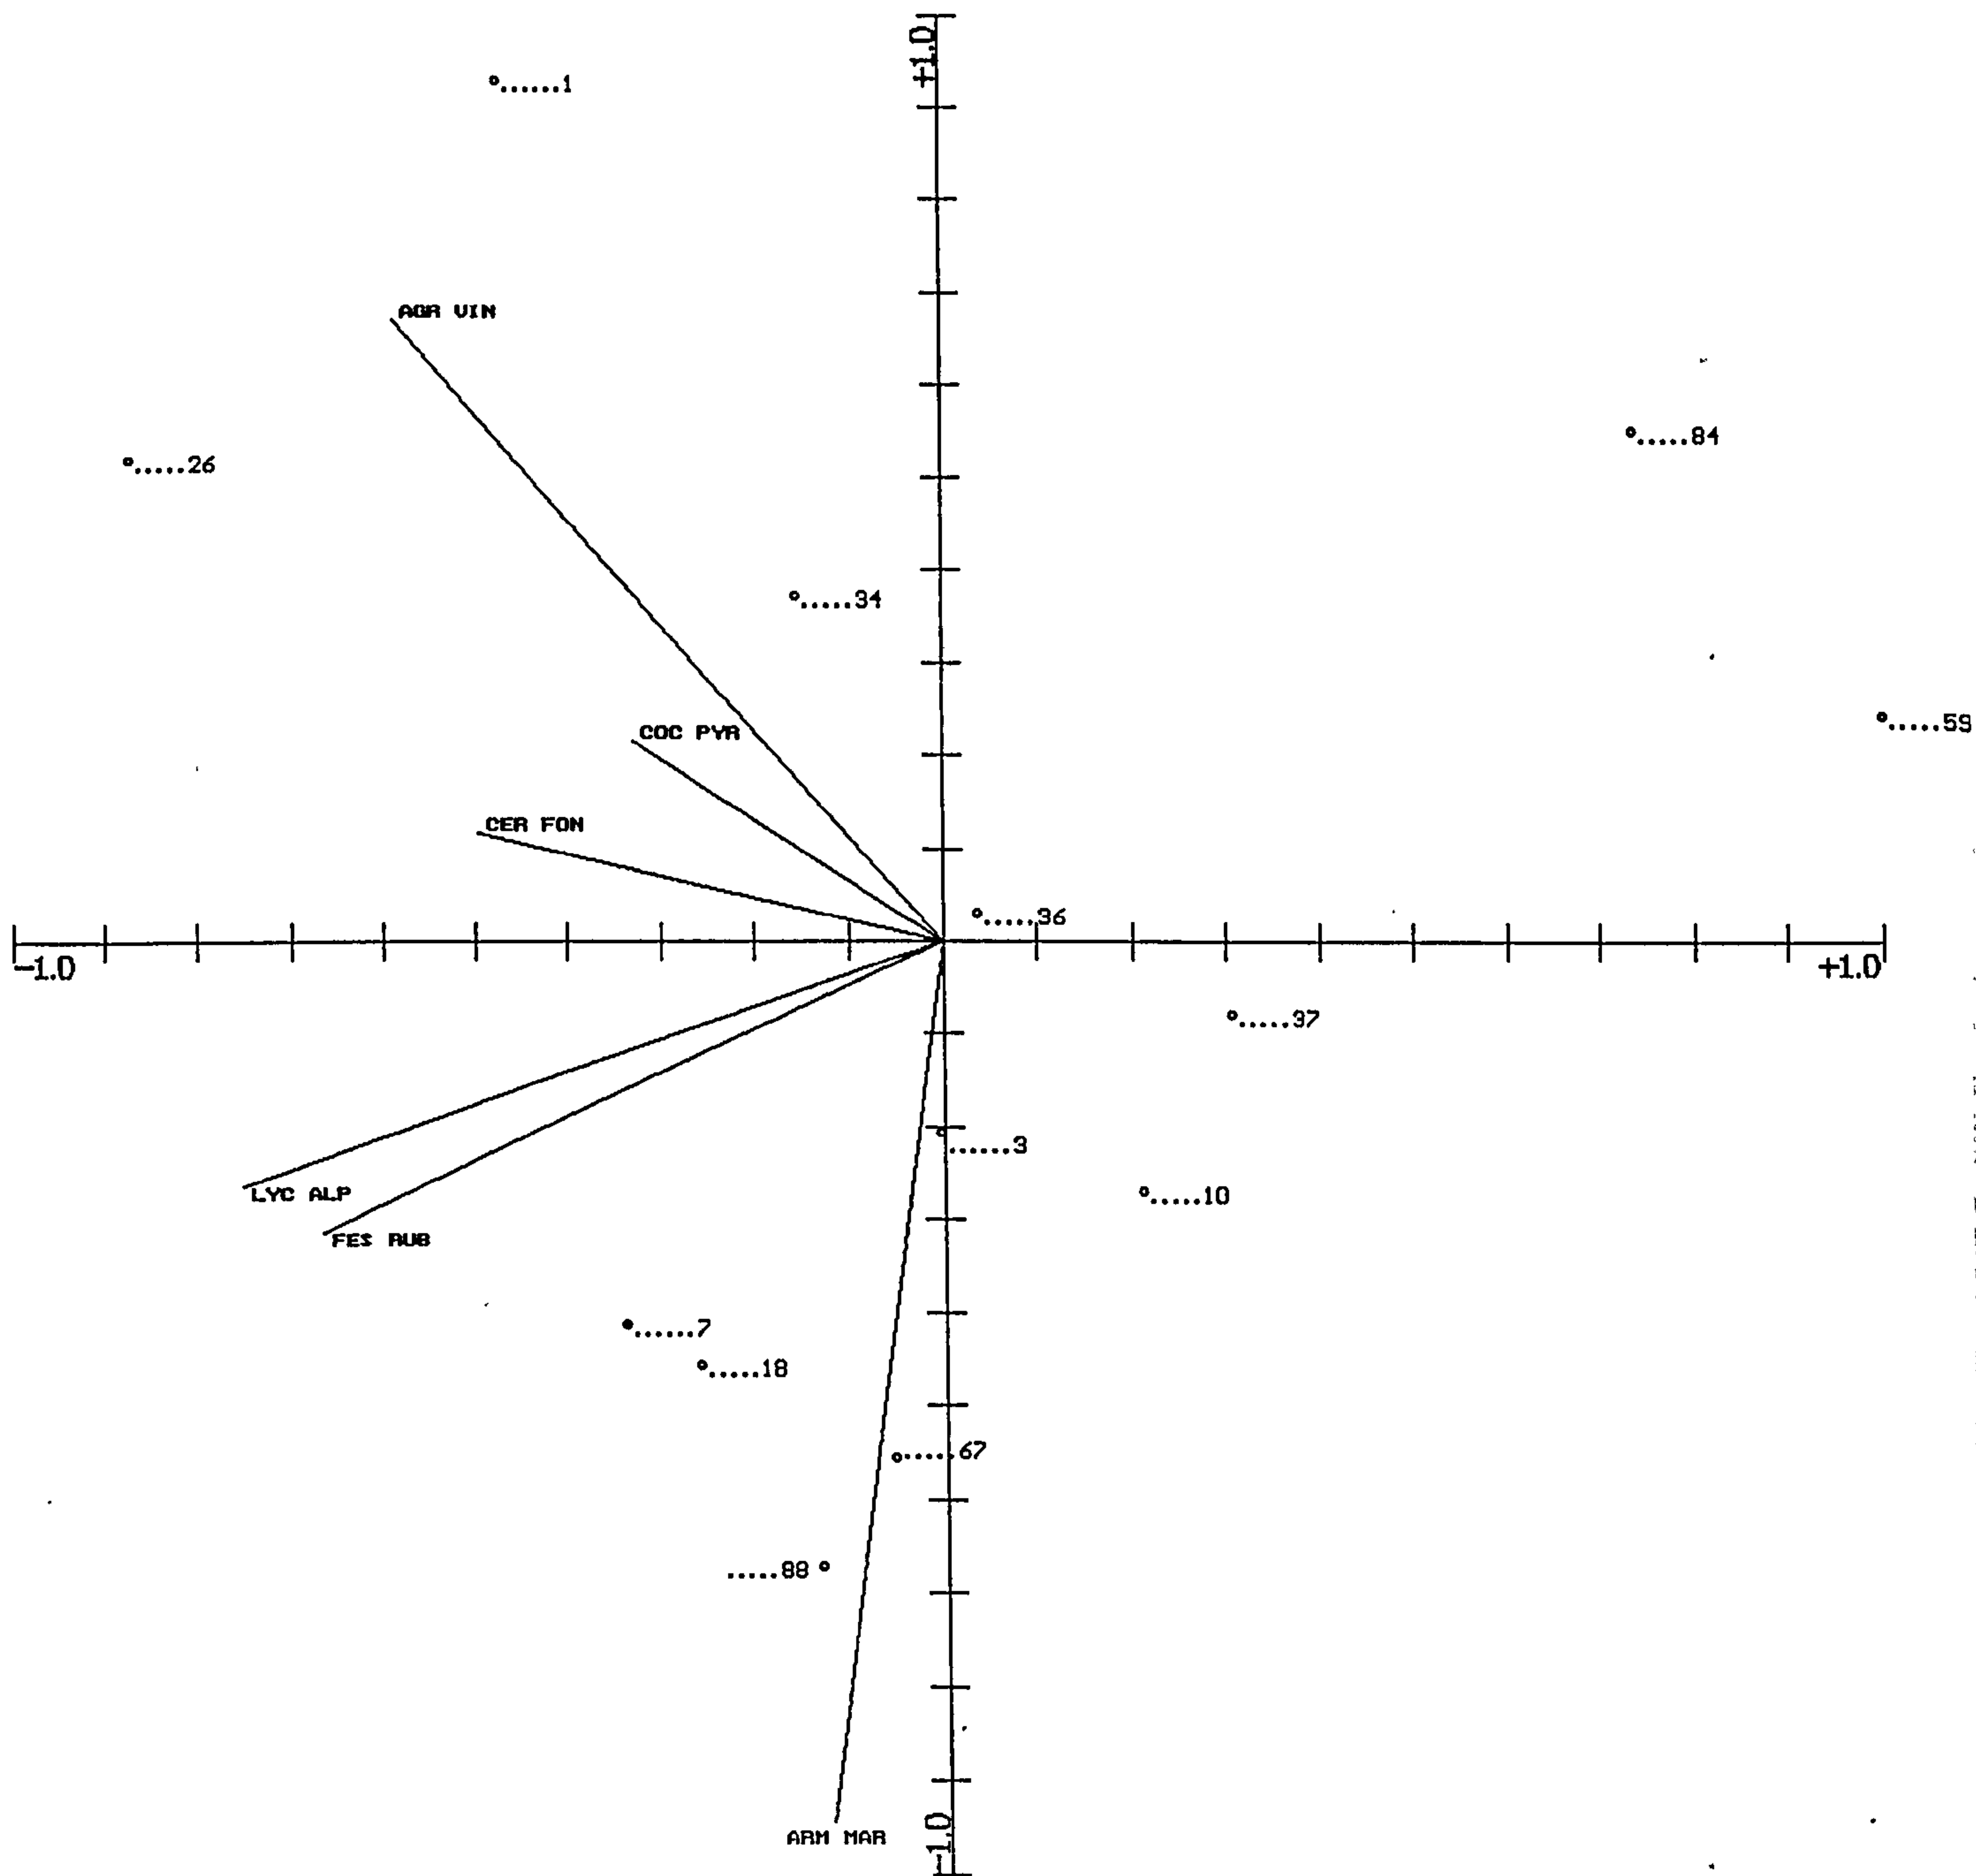 +1.0
......1
AGR VIN
.....84
.....26
.....34
.....59
COC PYR
CER FON
.....36
-1.0
+1.0
.....37
......3
.....10
LYC ALP
FES RUB
......7
.....18
.....67
.....88
-1.0
ARM MAR